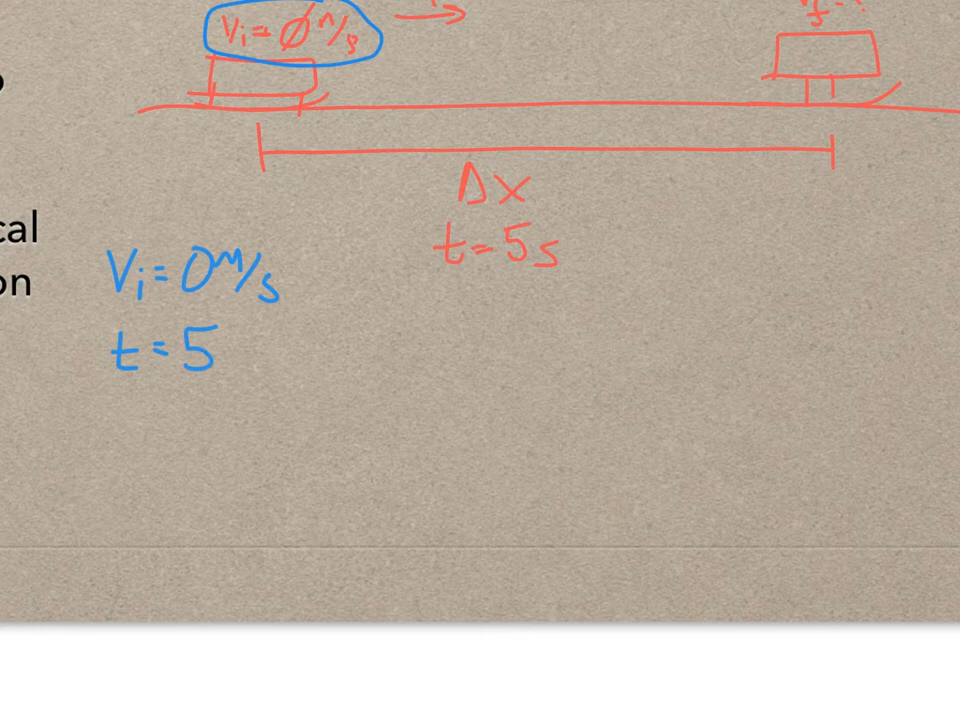 Vi = 0 m/s
Δx
t = 5 s
Vi = 0 m/s
t = 5